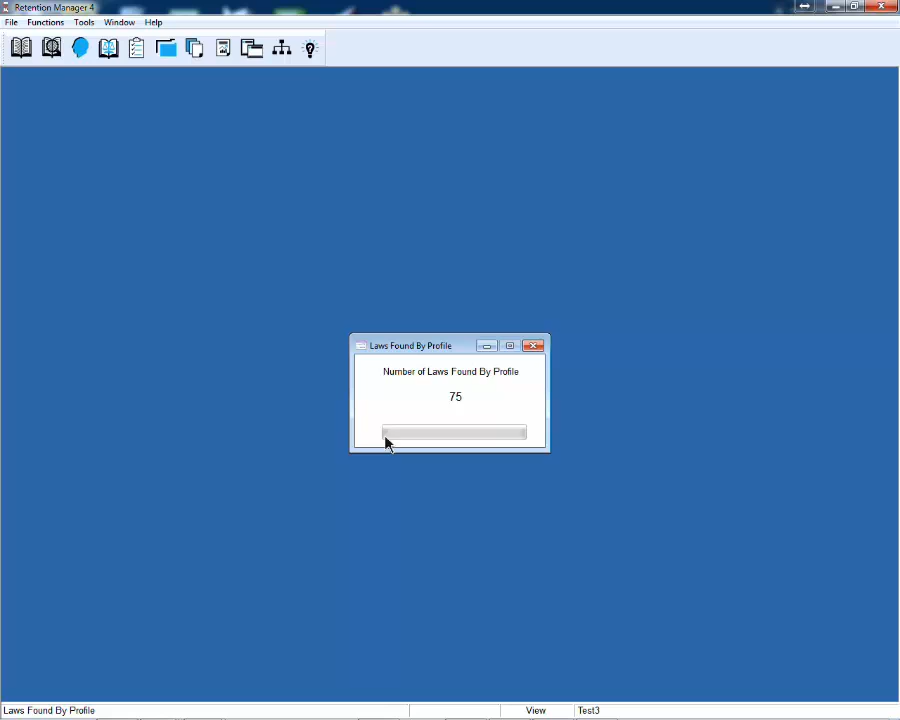 Retention Manager 4
File Functions Tools Window Help
Laws Found By Profile
Number of Laws Found By Profile
75
Laws Found By Profile View Test3